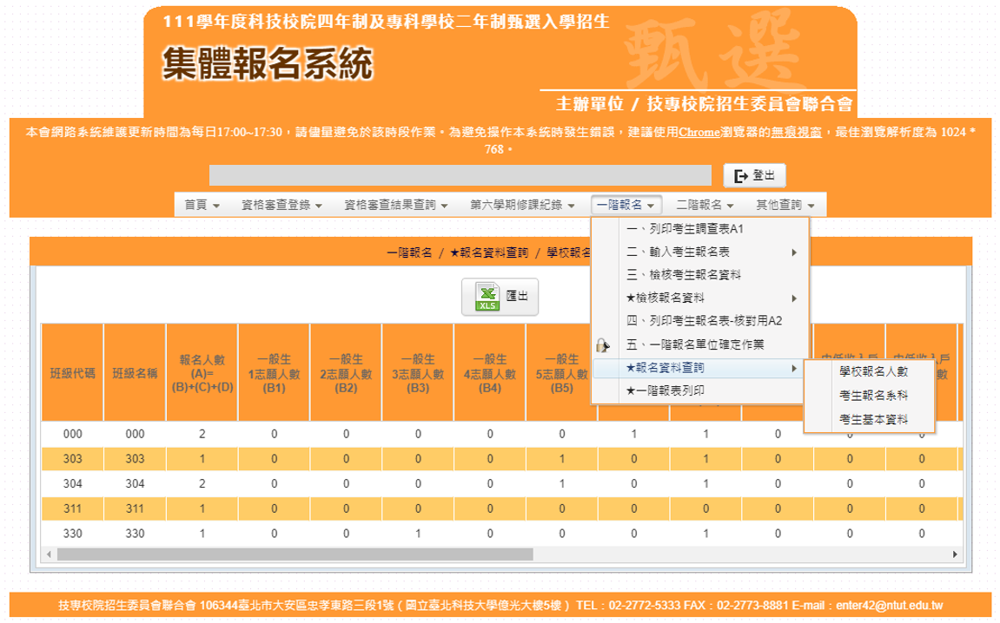 甄選
111學年度科技校院四年制及專科學校二年制甄選入學招生
集體報名系統
主辦單位 / 技專校院招生委員會聯合會
本會網路系統維護更新時間為每日17:00~17:30，請儘量避免於該時段作業。為避免操作本系統時發生錯誤，建議使用Chrome瀏覽器的無痕視窗，最佳瀏覽解析度為 1024 *
768。
登出
首頁 資格審查登錄 資格審查結果查詢 第六學期修課紀錄 一階報名 二階報名 其他查詢
一、列印考生調查表A1
二、輸入考生報名表
三、檢核考生報名資料
★檢核報名資料
四、列印考生報名表-核對用A2
五、一階報名單位確定作業
★報名資料查詢
★一階報表列印
學校報名人數
考生報名系科
考生基本資料
一階報名 / ★報名資料查詢 / 學校報名
XLS 匯出
班級代碼 班級名稱 報名人數 (A)= (B)+(C)+(D) 一般生 1志願人數 (B1) 一般生 2志願人數 (B2) 一般生 3志願人數 (B3) 一般生 4志願人數 (B4) 一般生 5志願人數 (B5)
000 000 2 0 0 0 0 0 1 1 0 0 0
303 303 1 0 0 0 0 1 0 1 0 0 0
304 304 2 0 0 0 0 1 0 1 0 0 0
311 311 1 0 0 0 0 0 0 0 0 0 0
330 330 1 0 0 1 0 0 0 1 0 0 0
技專校院招生委員會聯合會 106344臺北市大安區忠孝東路三段1號 ( 國立臺北科技大學億光大樓5樓 ) TEL：02-2772-5333 FAX：02-2773-8881 E-mail：enter42@ntut.edu.tw